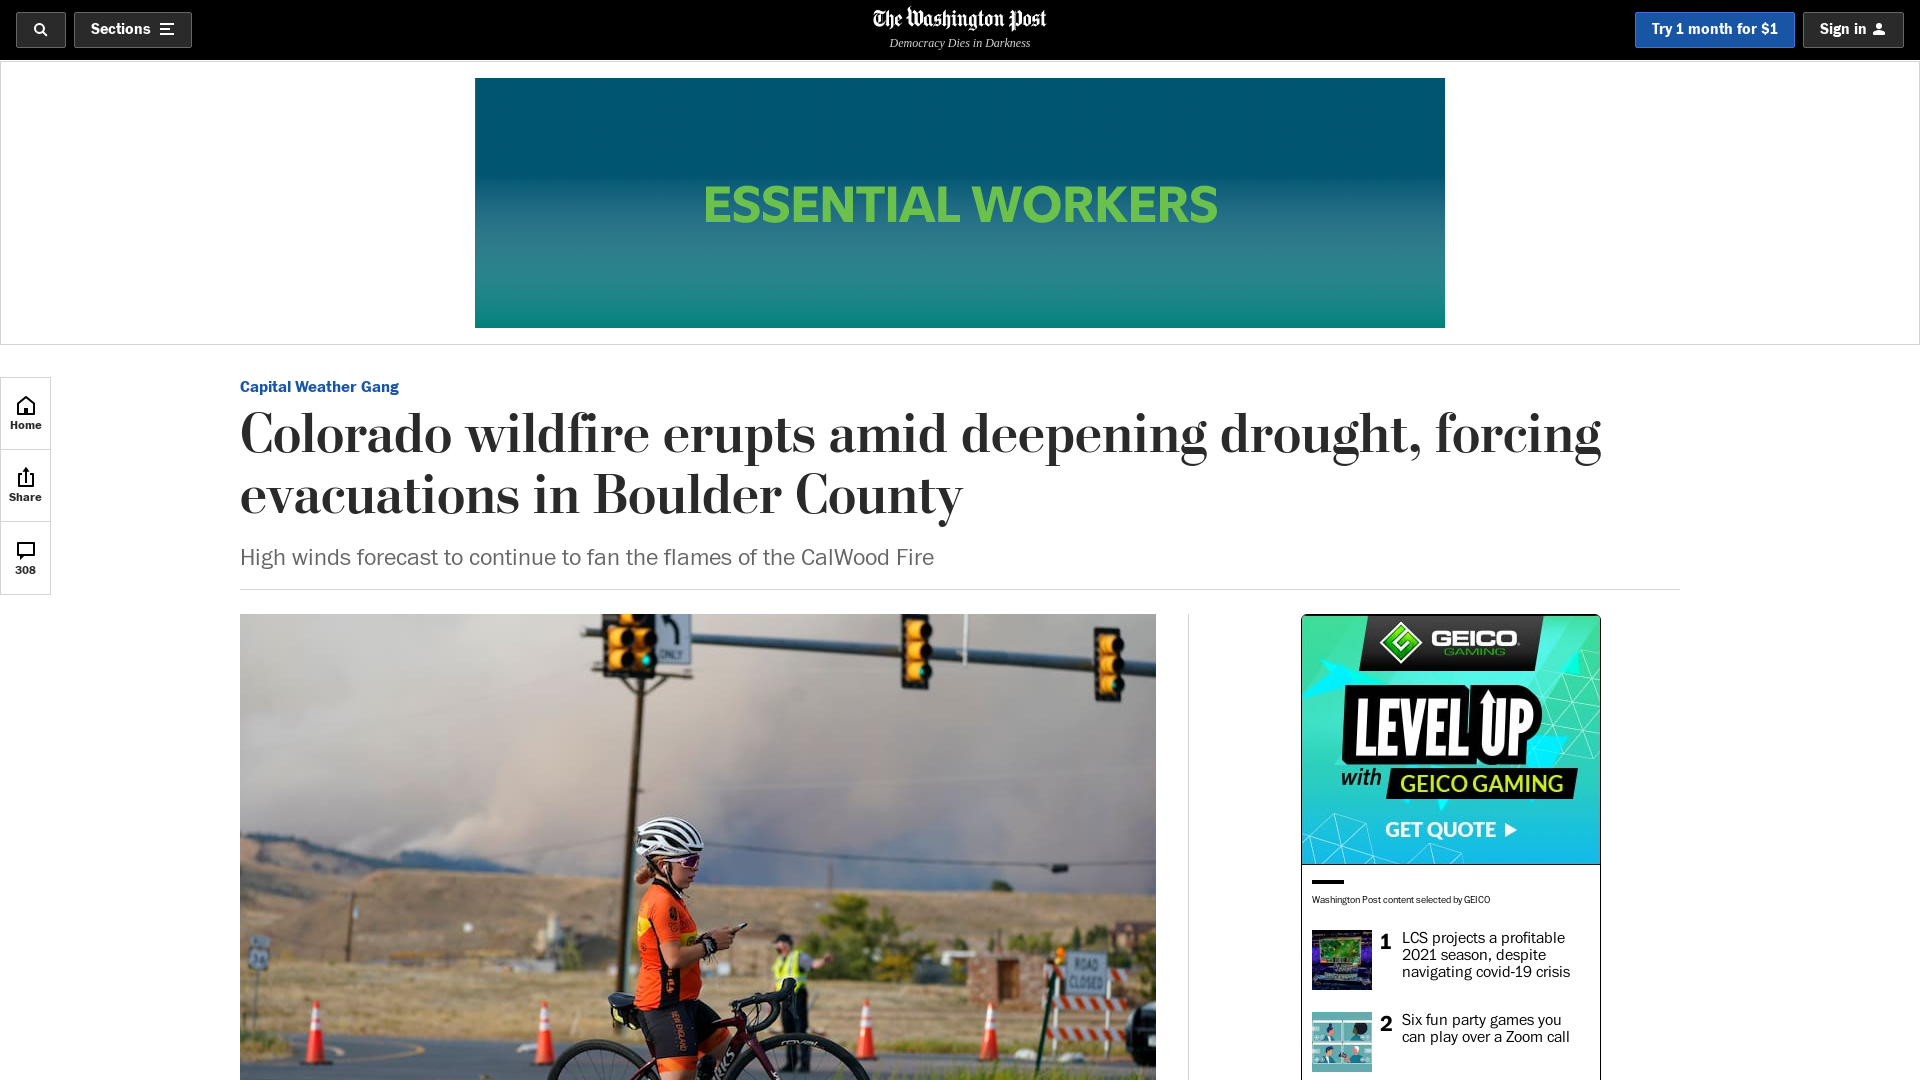 Sections
The Washington Post
Democracy Dies in Darkness
Try 1 month for $1
Sign in
ESSENTIAL WORKERS
Home
Share
308
Capital Weather Gang
Colorado wildfire erupts amid deepening drought, forcing
evacuations in Boulder County
High winds forecast to continue to fan the flames of the CalWood Fire
ONLY
36
ROAD
CLOSED
NEW ENGLAND
GEICO
GAMING
LEVEL UP
with GEICO GAMING
GET QUOTE
Washington Post content selected by GEICO
1 LCS projects a profitable
2021 season, despite
navigating covid-19 crisis
2 Six fun party games you
can play over a Zoom call